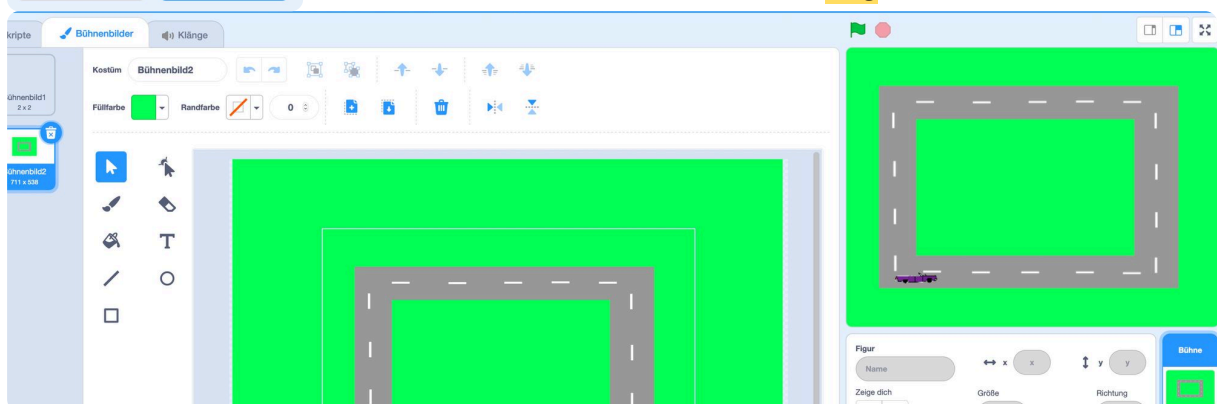 kripte Bühnenbilder Klänge
Kostüm Bühnenbild2
ühnenbild1
2 x 2
Füllfarbe Randfarbe 0
ühnenbild2
711 x 538
T
Figur
Name
x x
y y
Bühne
Zeige dich Größe Richtung